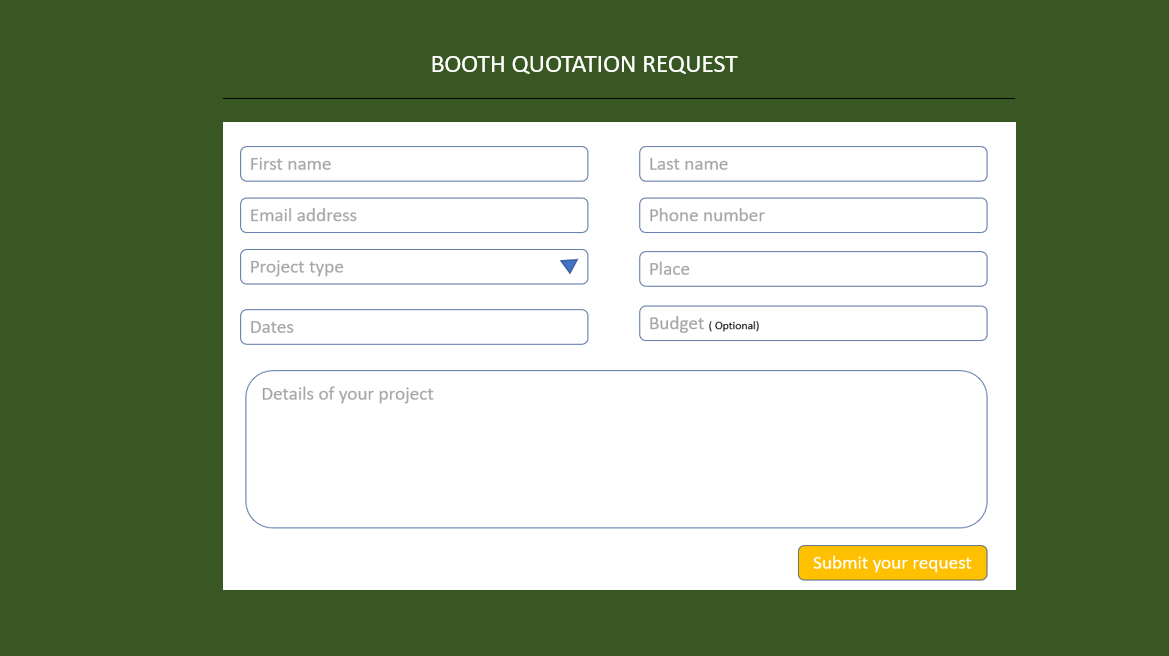 BOOTH QUOTATION REQUEST
First name
Last name
Email address
Phone number
Project type
Place
Dates
Budget ( Optional)
Details of your project
Submit your request